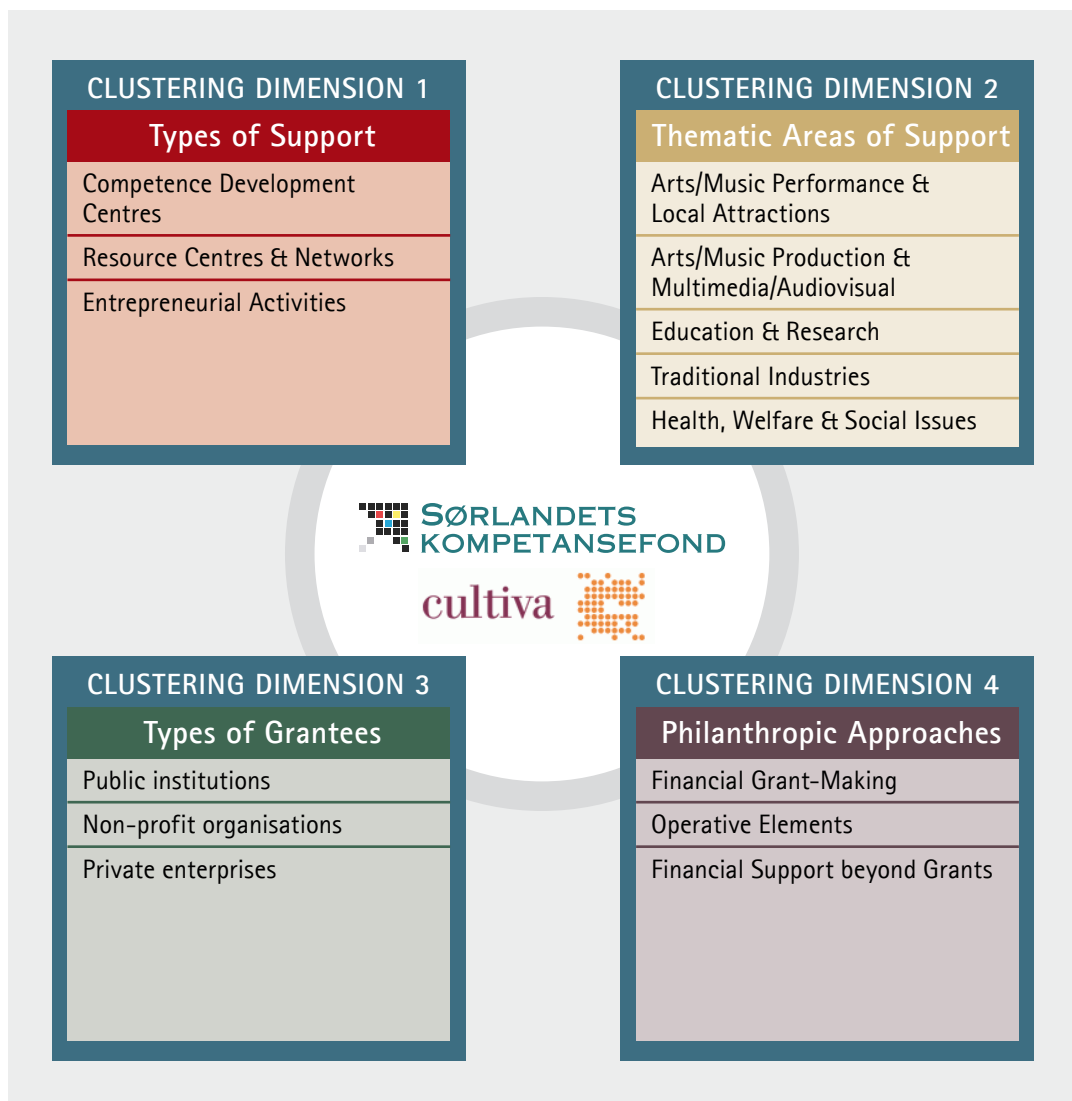 CLUSTERING DIMENSION 1
Types of Support
Competence Development
Centres
Resource Centres & Networks
Entrepreneurial Activities
CLUSTERING DIMENSION 2
Thematic Areas of Support
Arts/Music Performance &
Local Attractions
Arts/Music Production &
Multimedia/Audiovisual
Education & Research
Traditional Industries
Health, Welfare & Social Issues
SØRLANDETS
KOMPETANSEFOND
cultiva
CLUSTERING DIMENSION 3
Types of Grantees
Public institutions
Non-profit organisations
Private enterprises
CLUSTERING DIMENSION 4
Philanthropic Approaches
Financial Grant-Making
Operative Elements
Financial Support beyond Grants